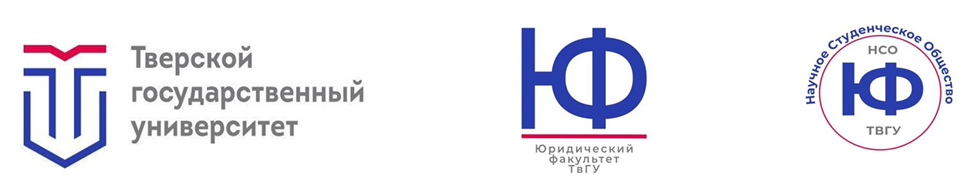 Тверской
государственный
университет
ЮФ
Юридический
факультет
ТвГУ
Научное Студенческое Общество
НСО
ЮФ
ТВГУ